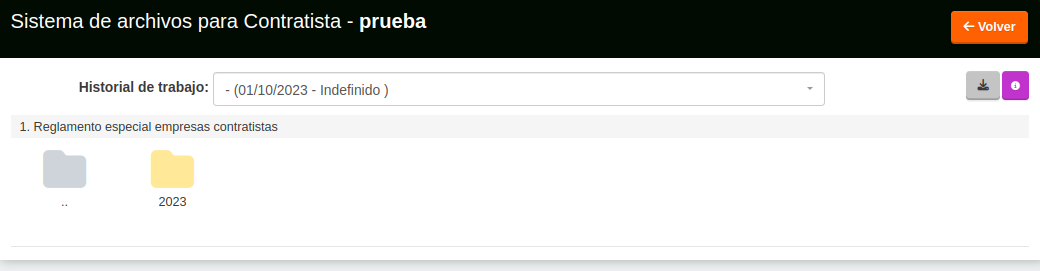 Sistema de archivos para Contratista - prueba
Volver
Historial de trabajo:
- (01/10/2023 - Indefinido )
1. Reglamento especial empresas contratistas
..
2023